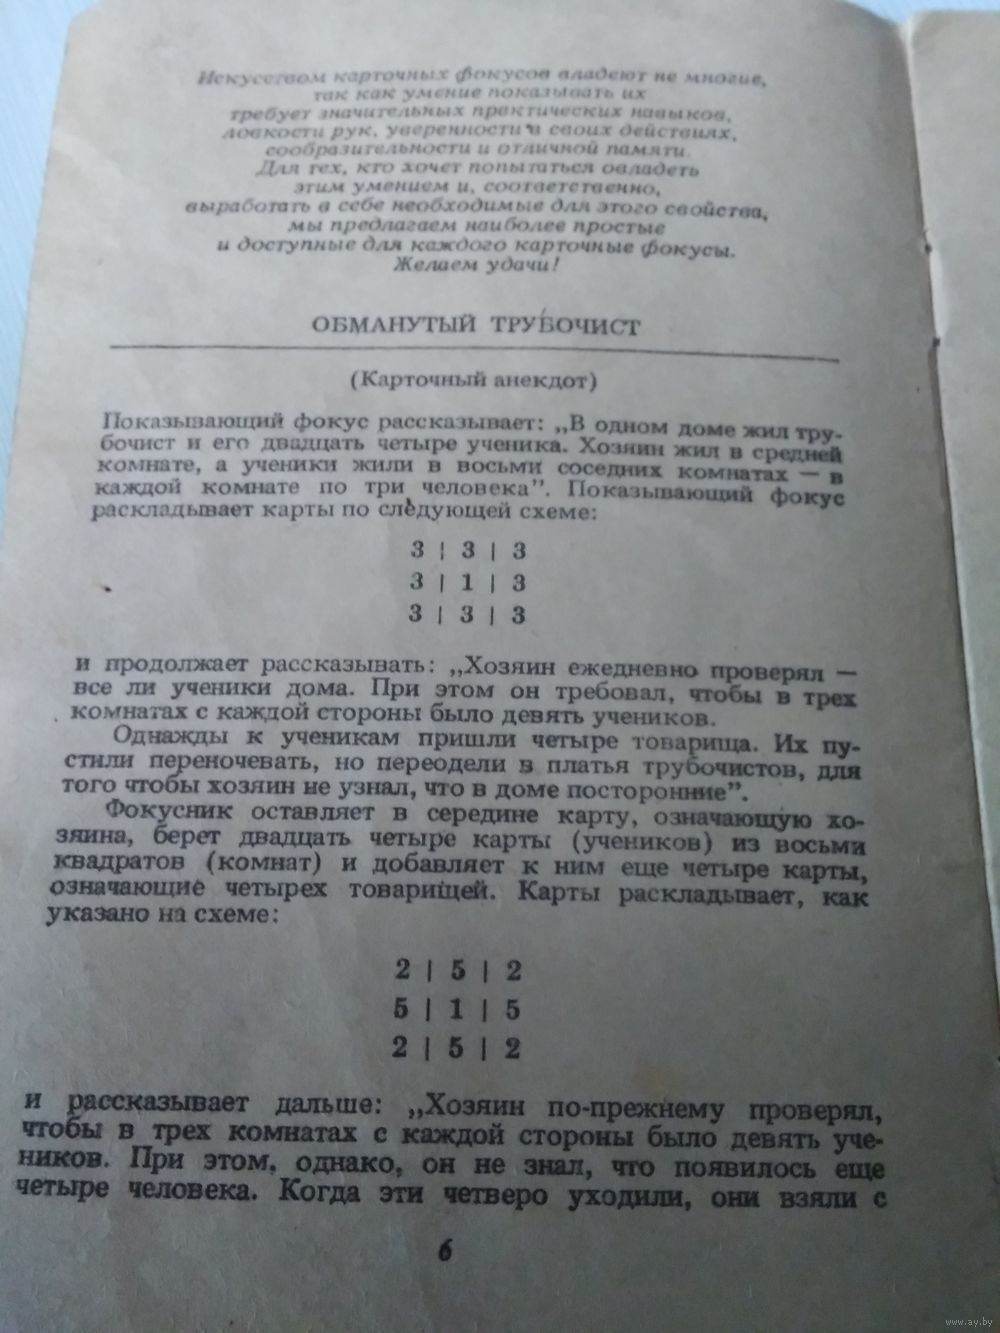 Искусством карточных фокусов владеют не многие,
так как умение показывать их
требует значительных практических навыков,
ловкости рук, уверенности в своих действиях,
сообразительности и отличной памяти.
Для тех, кто хочет попытаться овладеть
этим умением и, соответственно,
выработать в себе необходимые для этого свойства,
мы предлагаем наиболее простые
и доступные для каждого карточные фокусы.
Желаем удачи!
ОБМАНУТЫЙ ТРУБОЧИСТ
(Карточный анекдот)
Показывающий фокус рассказывает: „В одном доме жил тру-
бочист и его двадцать четыре ученика. Хозяин жил в средней
комнате, а ученики жили в восьми соседних комнатах — в
каждой комнате по три человека”. Показывающий фокус
раскладывает карты по следующей схеме:
3 | 3 | 3
3 | 1 | 3
3 | 3 | 3
и продолжает рассказывать: „Хозяин ежедневно проверял —
все ли ученики дома. При этом он требовал, чтобы в трех
комнатах с каждой стороны было девять учеников.
Однажды к ученикам пришли четыре товарища. Их пу-
стили переночевать, но переодели в платья трубочистов, для
того чтобы хозяин не узнал, что в доме посторонние”.
Фокусник оставляет в середине карту, означающую хо-
зяина, берет двадцать четыре карты (учеников) из восьми
квадратов (комнат) и добавляет к ним еще четыре карты,
означающие четырех товарищей. Карты раскладывает, как
указано на схеме:
2 | 5 | 2
5 | 1 | 5
2 | 5 | 2
и рассказывает дальше: „Хозяин по-прежнему проверял,
чтобы в трех комнатах с каждой стороны было девять уче-
ников. При этом, однако, он не знал, что появилось еще
четыре человека. Когда эти четверо уходили, они взяли с
6
www.ay.by